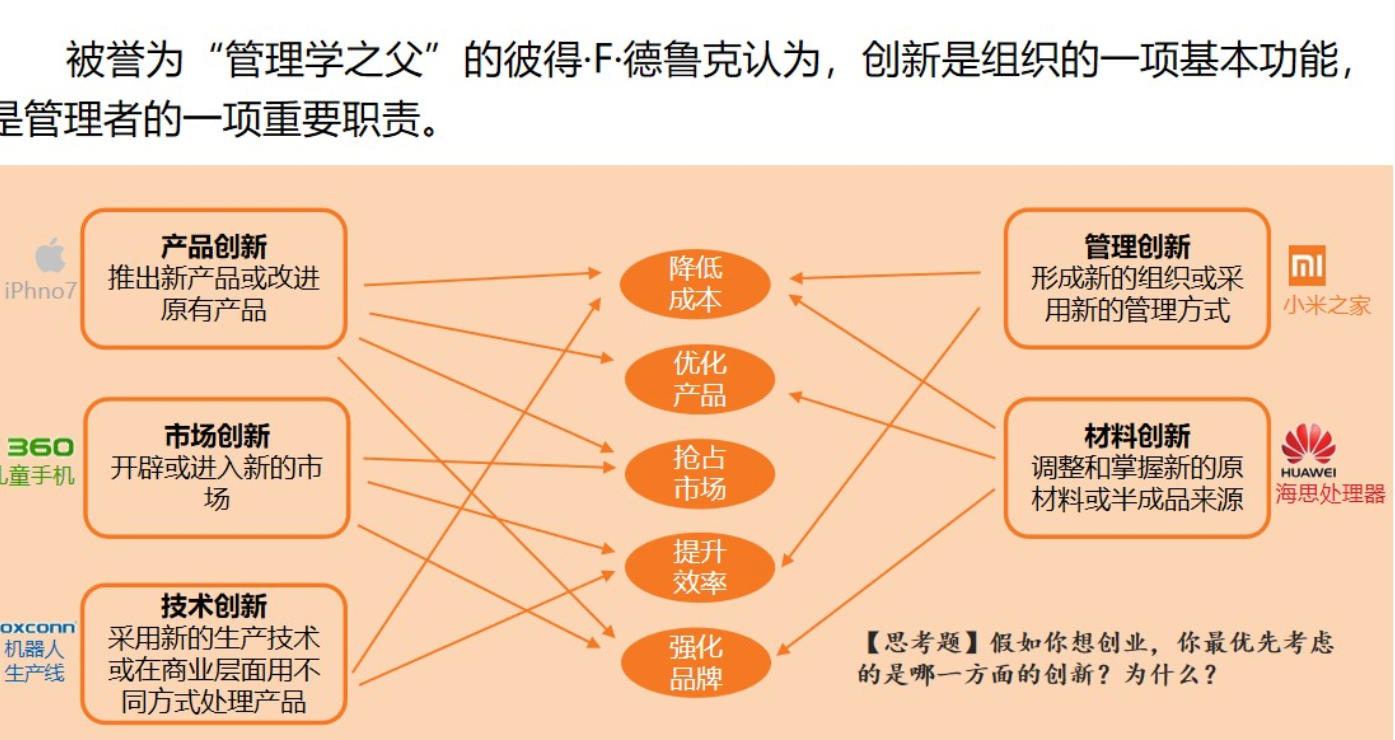 被誉为“管理学之父”的彼得·F·德鲁克认为，创新是组织的一项基本功能，
是管理者的一项重要职责。
iPhno7
产品创新
推出新产品或改进
原有产品
360
儿童手机
市场创新
开辟或进入新的市
场
oxconn
机器人
生产线
技术创新
采用新的生产技术
或在商业层面用不
同方式处理产品
降低
成本
优化
产品
抢占
市场
提升
效率
强化
品牌
管理创新
形成新的组织或采
用新的管理方式
mi
小米之家
材料创新
调整和掌握新的原
材料或半成品来源
HUAWEI
海思处理器
【思考题】假如你想创业，你最优先考虑
的是哪一方面的创新？为什么？